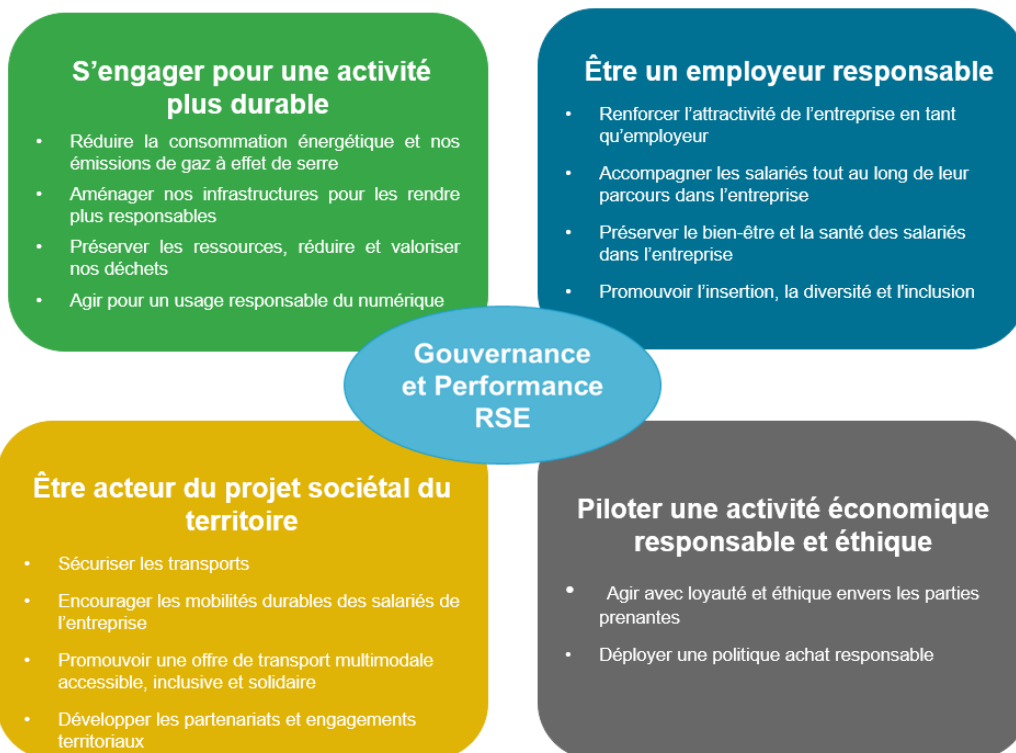 S’engager pour une activité
plus durable
• Réduire la consommation énergétique et nos
émissions de gaz à effet de serre
• Aménager nos infrastructures pour les rendre
plus responsables
• Préserver les ressources, réduire et valoriser
nos déchets
• Agir pour un usage responsable du numérique
Être un employeur responsable
• Renforcer l’attractivité de l’entreprise en tant
qu’employeur
• Accompagner les salariés tout au long de leur
parcours dans l’entreprise
• Préserver le bien-être et la santé des salariés
dans l’entreprise
• Promouvoir l’insertion, la diversité et l'inclusion
Gouvernance
et Performance
RSE
Être acteur du projet sociétal du
territoire
• Sécuriser les transports
• Encourager les mobilités durables des salariés de
l’entreprise
• Promouvoir une offre de transport multimodale
accessible, inclusive et solidaire
• Développer les partenariats et engagements
territoriaux
Piloter une activité économique
responsable et éthique
• Agir avec loyauté et éthique envers les parties
prenantes
• Déployer une politique achat responsable